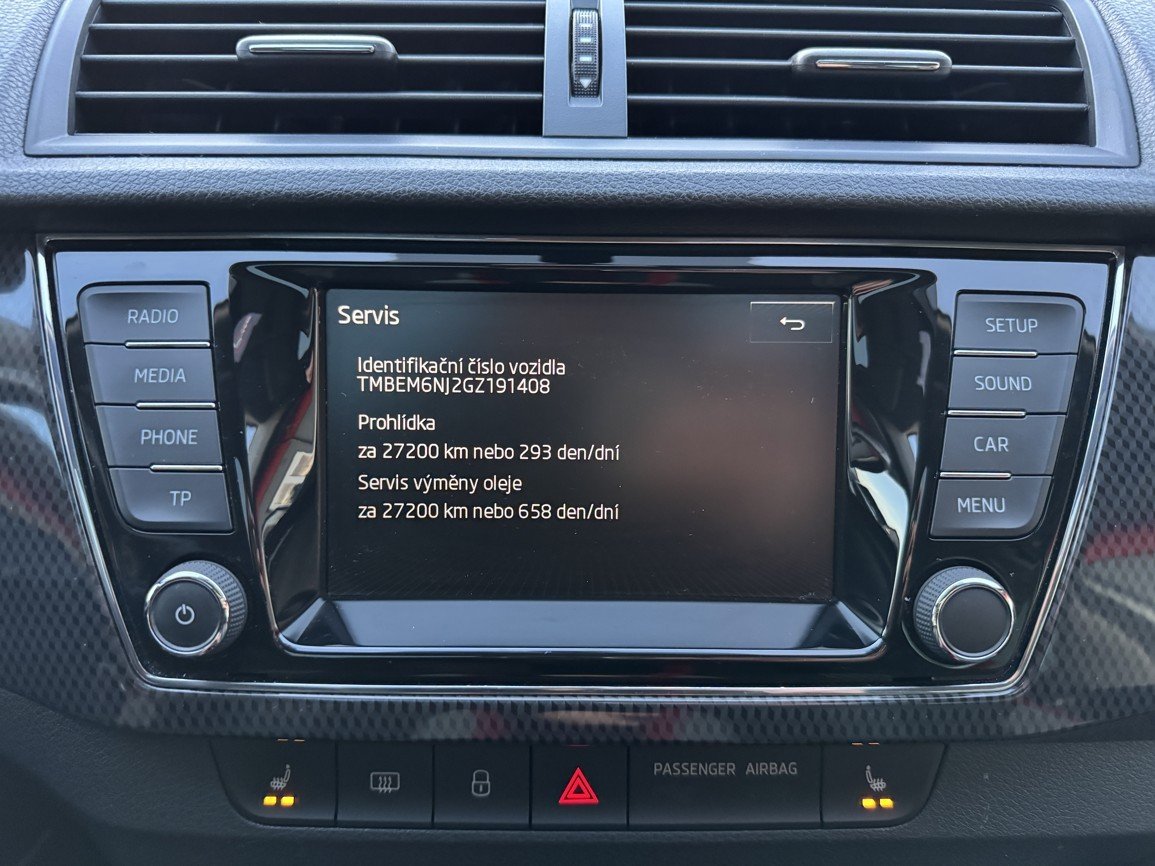 Servis
Identifikační číslo vozidla
TMBEM6NJ2GZ191408
Prohlídka
za 27200 km nebo 293 den/dní
Servis výměny oleje
za 27200 km nebo 658 den/dní
RADIO
MEDIA
PHONE
TP
SETUP
SOUND
CAR
MENU
PASSENGER AIRBAG